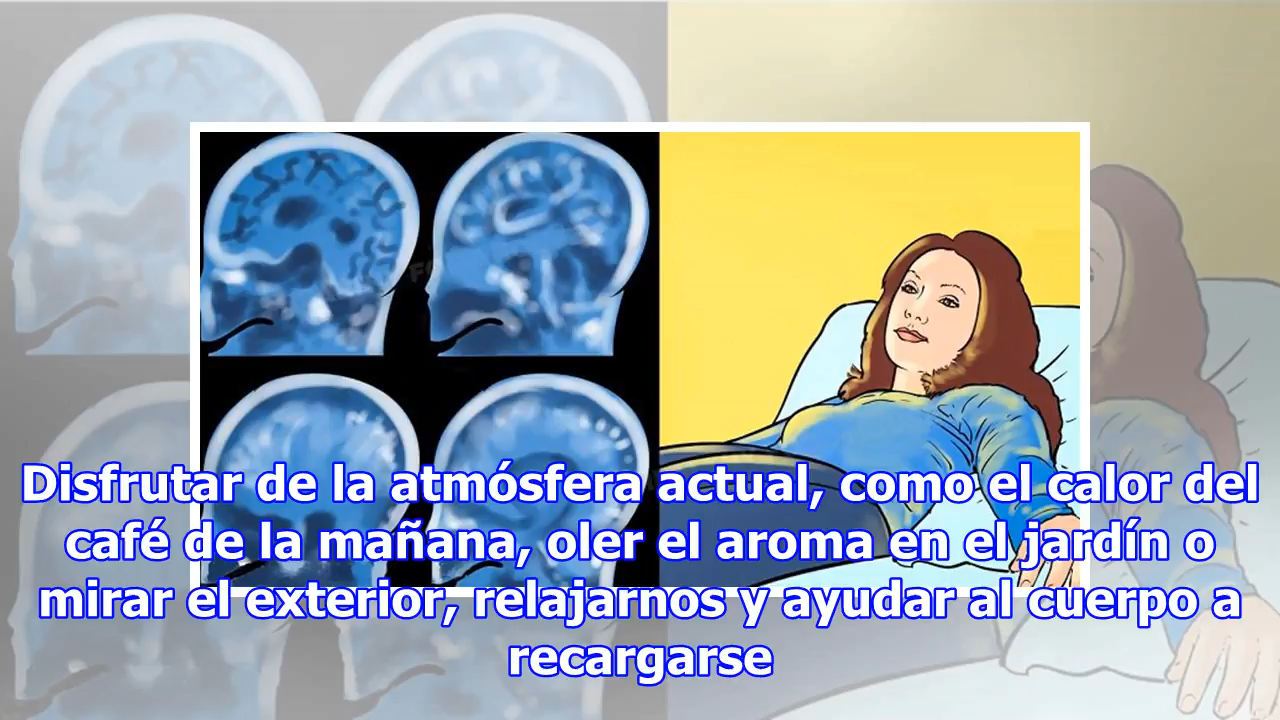 Disfrutar de la atmósfera actual, como el calor del
café de la mañana, oler el aroma en el jardín o
mirar el exterior, relajarnos y ayudar al cuerpo a
recargarse